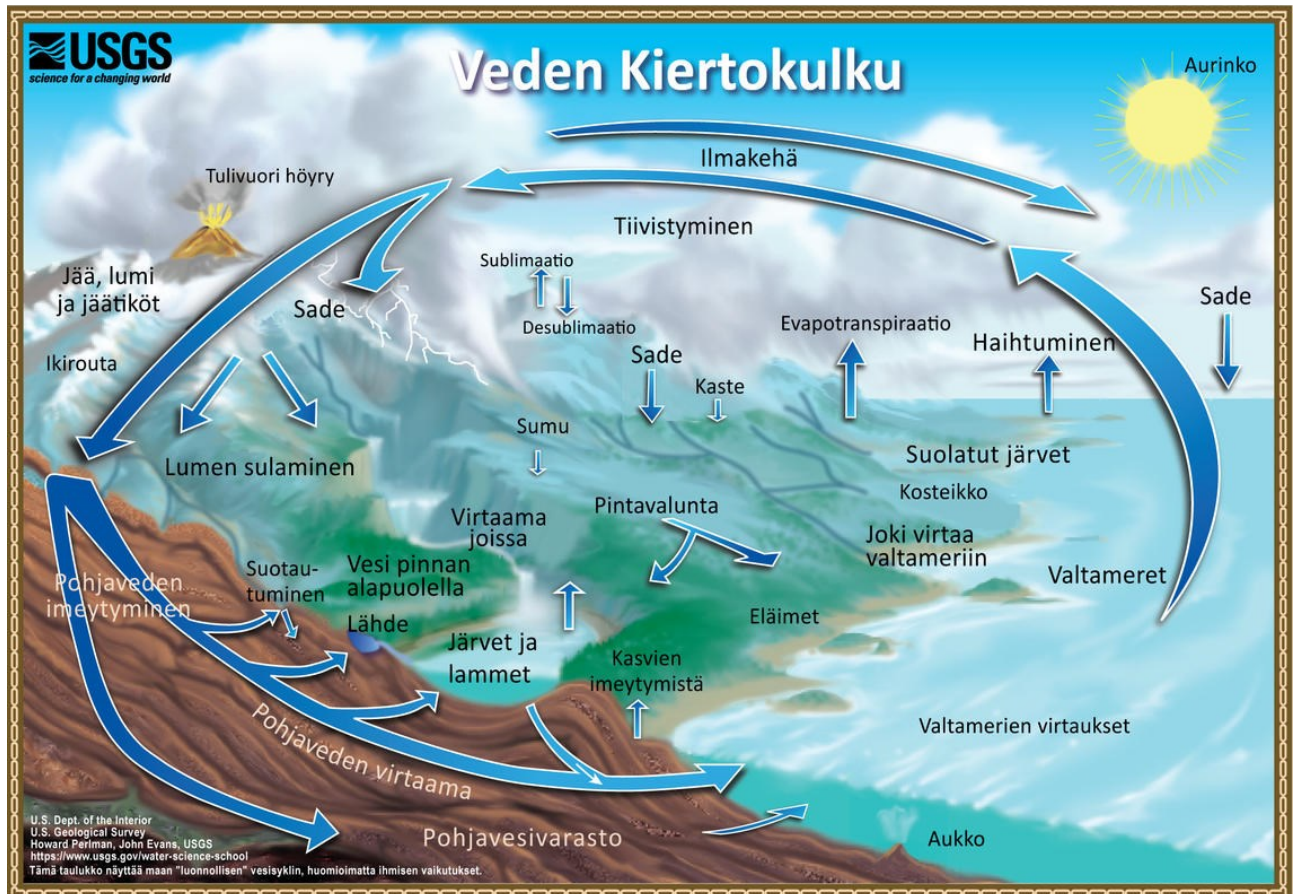 USGS
science for a changing world
Veden Kiertokulku
Aurinko
Ilmakehä
Tulivuori höyry
Tiivistyminen
Jää, lumi
ja jäätiköt
Sublimaatio
Desublimaatio
Sade
Sade
Evapotranspiraatio
Haihtuminen
Sade
Ikirouta
Kaste
Sumu
Lumen sulaminen
Suolatut järvet
Kosteikko
Pintavalunta
Virtaama
joissa
Joki virtaa
valtameriin
Valtameret
Pohjaveden
imeytyminen
Suotau-
tuminen
Vesi pinnan
alapuolella
Lähde
Järvet ja
lammet
Eläimet
Kasvien
imeytymistä
Pohjaveden virtaama
Valtamerien virtaukset
Pohjavesivarasto
Aukko
U.S. Dept. of the Interior
U.S. Geological Survey
Howard Perlman, John Evans, USGS
https://www.usgs.gov/water-science-school
Tämä taulukko näyttää maan "luonnollisen" vesisyklin, huomioimatta ihmisen vaikutukset.